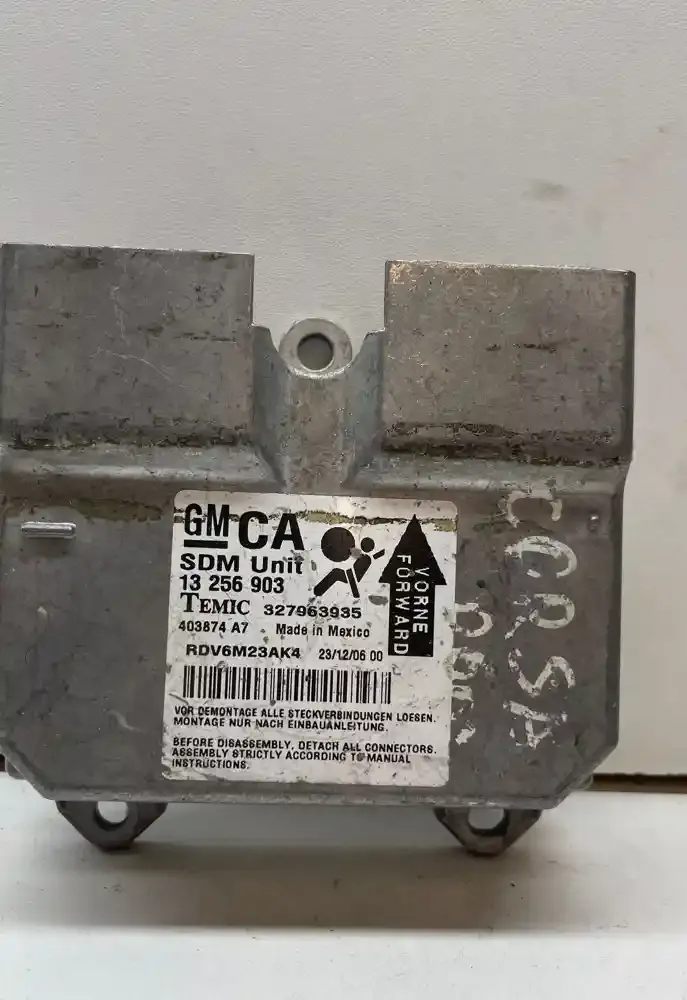 GM CA
SDM Unit
13 256 903
TEMIC 327963935
403874 A7 Made in Mexico
RDV6M23AK4 23/12/06 00
VORNE
FORWARD
VOR DEMONTAGE ALLE STECKVERBINDUNGEN LOESEN.
MONTAGE NUR NACH EINBAUANLEITUNG.
BEFORE DISASSEMBLY, DETACH ALL CONNECTORS.
ASSEMBLY STRICTLY ACCORDING TO MANUAL
INSTRUCTIONS.
CORSA